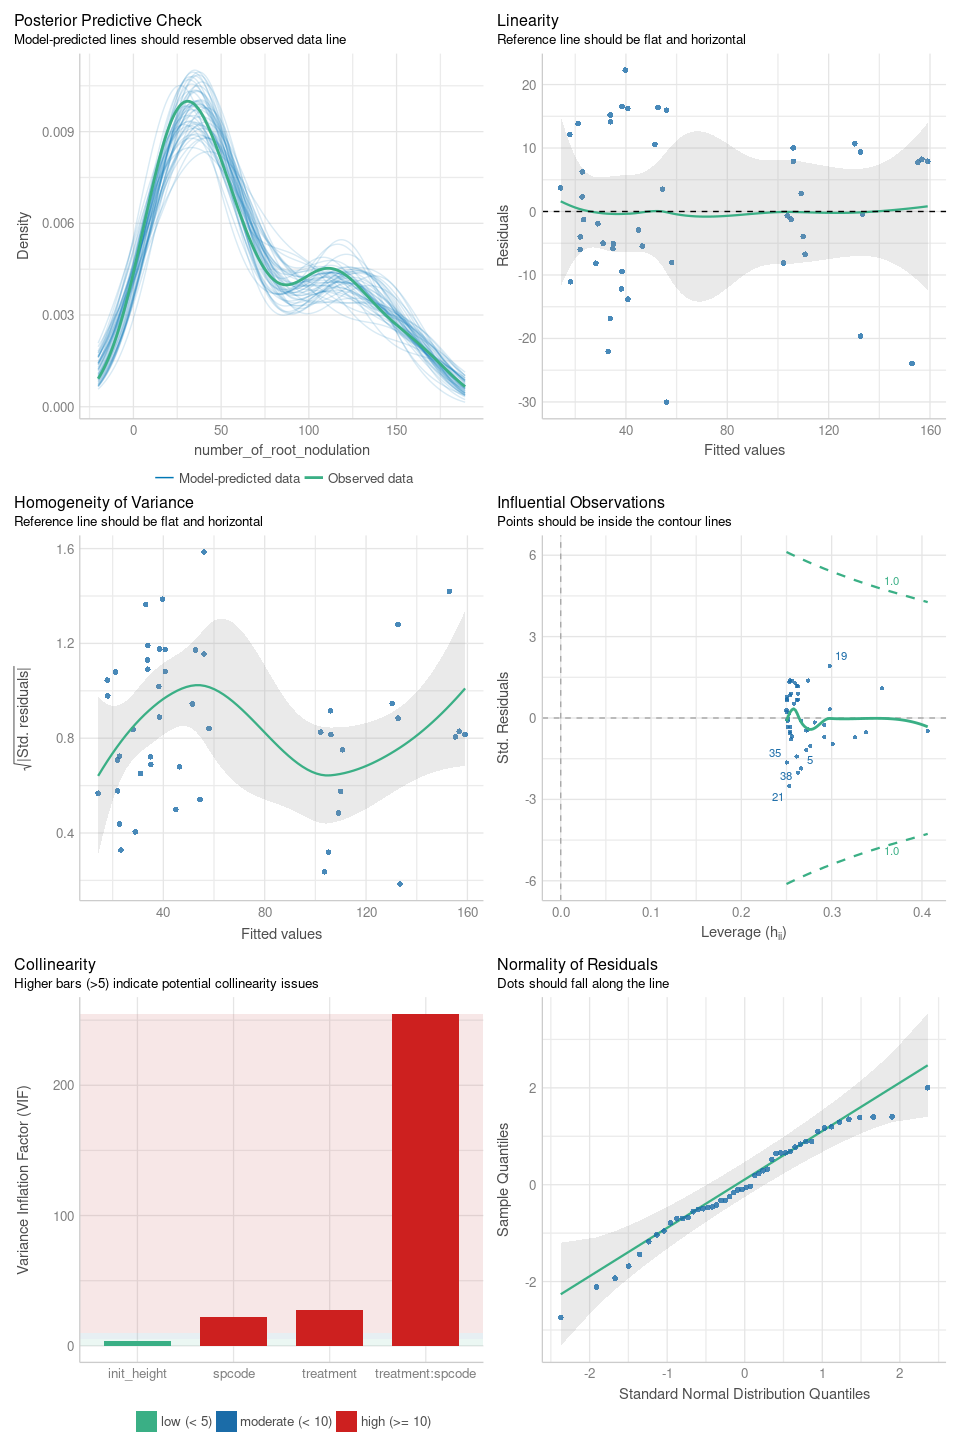 Posterior Predictive Check
Model-predicted lines should resemble observed data line
Density
0.009
0.006
0.003
0.000
0
50
100
150
number_of_root_nodulation
Model-predicted data
Observed data
Linearity
Reference line should be flat and horizontal
Residuals
20
10
0
-10
-20
-30
40
80
120
160
Fitted values
Homogeneity of Variance
Reference line should be flat and horizontal
√|Std. residuals|
1.6
1.2
0.8
0.4
40
80
120
160
Fitted values
Influential Observations
Points should be inside the contour lines
Std. Residuals
6
3
0
-3
-6
1.0
19
35
5
38
21
1.0
0.0
0.1
0.2
0.3
0.4
Leverage (hii)
Collinearity
Higher bars (>5) indicate potential collinearity issues
Variance Inflation Factor (VIF)
200
100
0
init_height
spcode
treatment
treatment:spcode
low (< 5)
moderate (< 10)
high (>= 10)
Normality of Residuals
Dots should fall along the line
Sample Quantiles
2
0
-2
-2
-1
0
1
2
Standard Normal Distribution Quantiles